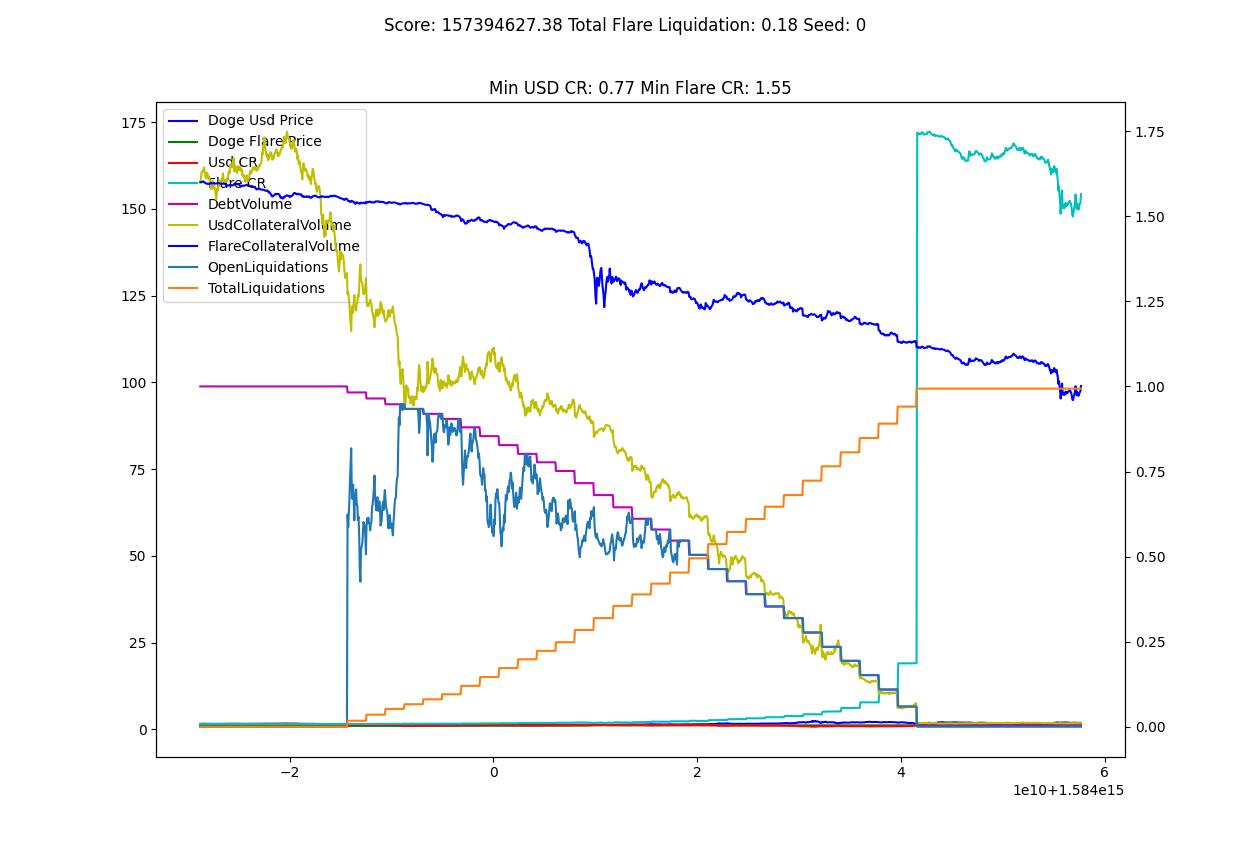 Score: 157394627.38 Total Flare Liquidation: 0.18 Seed: 0
Min USD CR: 0.77 Min Flare CR: 1.55
Doge Usd Price
Doge Flare Price
Usd CR
Flare CR
DebtVolume
UsdCollateralVolume
FlareCollateralVolume
OpenLiquidations
TotalLiquidations
175
150
125
100
75
50
25
0
1.75
1.50
1.25
1.00
0.75
0.50
0.25
0.00
−2 0 2 4 6
1e10+1.584e15